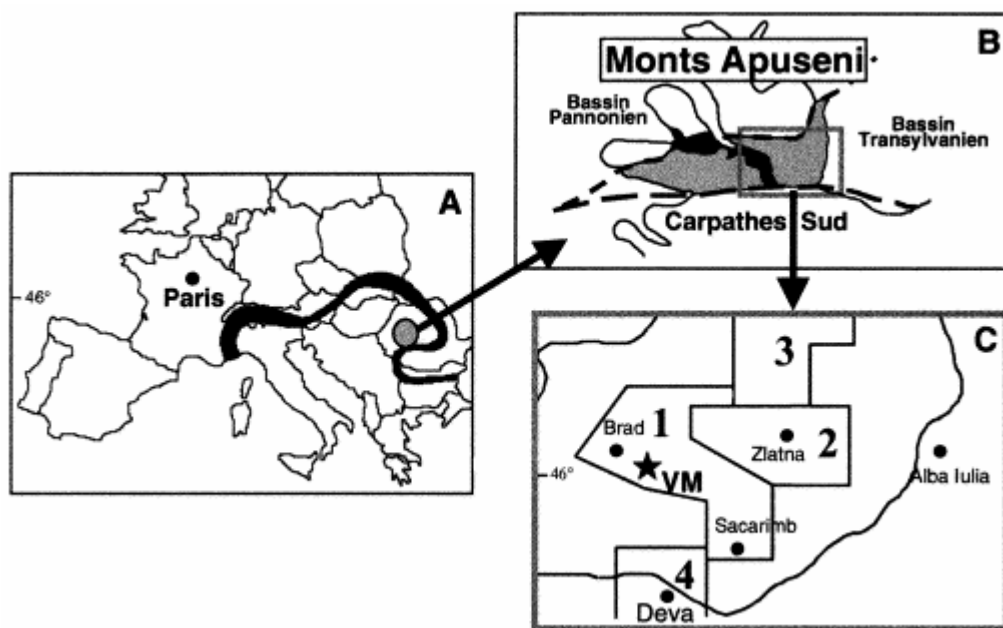 A
46°
Paris
B
Monts Apuseni
Bassin
Pannonien
Bassin
Transylvanien
Carpathes Sud
C
3
1
Brad
2
Zlatna
46°
VM
Alba Iulia
Sacarimb
4
Deva